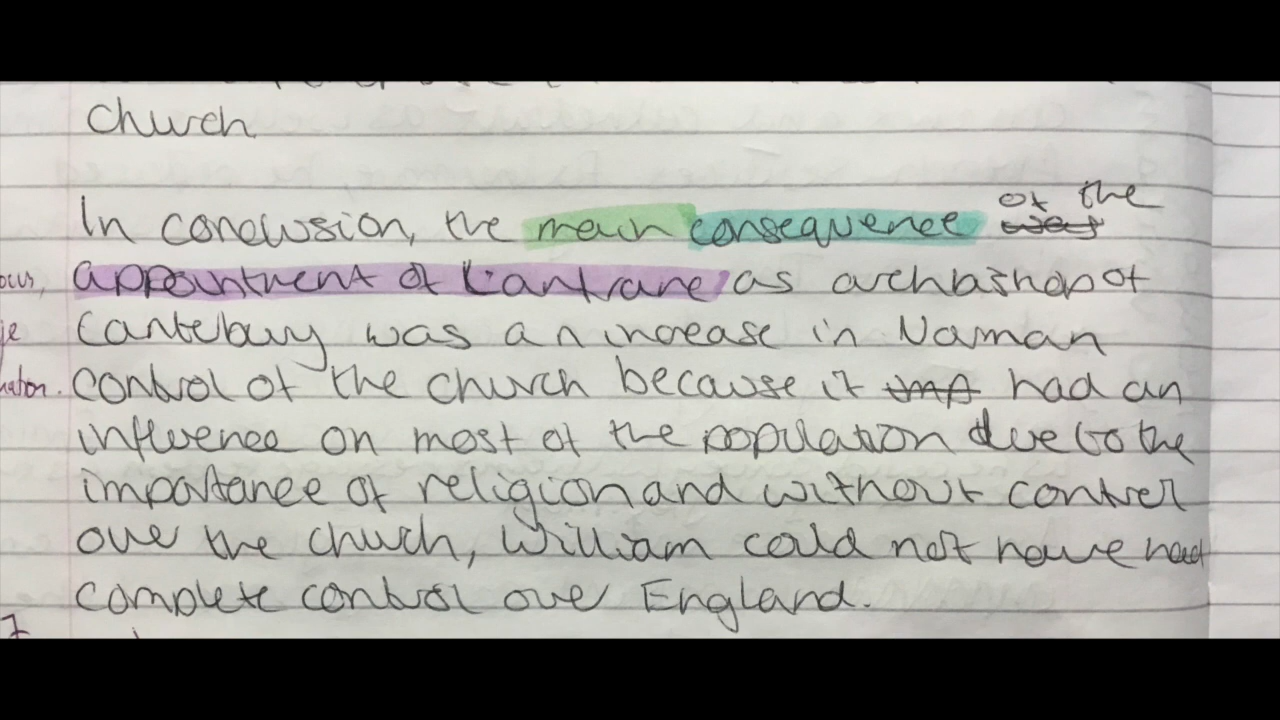 church.
In conclusion, the main consequence of the
appointment of Lanfranc as archbishop of
Cantebury was an increase in Noman
control of the church because it had an
influence on most of the population due to the
importance of religion and without control
over the church, William could not have had
complete control over England.